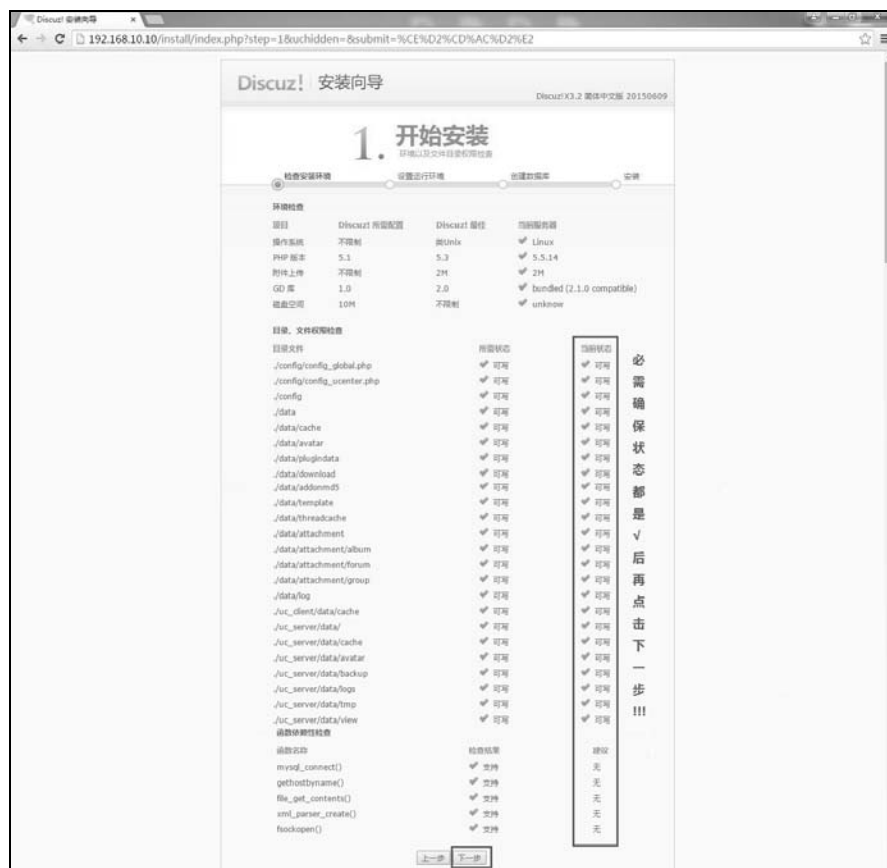 Discuz! 安装向导
192.168.10.10/install/index.php?step=1&uchidden=&submit=%CE%D2%CD%AC%D2%E2
Discuz! 安装向导
Discuz!X3.2 简体中文版 20150609
1. 开始安装
环境以及文件目录权限检查
检查安装环境 设置运行环境 创建数据库 安装
环境检查
项目 Discuz! 所需配置 Discuz! 最佳 当前服务器
操作系统 不限制 类Unix Linux
PHP 版本 5.1 5.3 5.5.14
附件上传 不限制 2M 2M
GD 库 1.0 2.0 bundled (2.1.0 compatible)
磁盘空间 10M 不限制 unknow
目录、文件权限检查
目录文件 所需状态 当前状态
./config/config_global.php 可写 可写
./config/config_ucenter.php 可写 可写
./config 可写 可写
./data 可写 可写
./data/cache 可写 可写
./data/avatar 可写 可写
./data/plugindata 可写 可写
./data/download 可写 可写
./data/addonmd5 可写 可写
./data/template 可写 可写
./data/threadcache 可写 可写
./data/attachment 可写 可写
./data/attachment/album 可写 可写
./data/attachment/forum 可写 可写
./data/attachment/group 可写 可写
./data/log 可写 可写
./uc_client/data/cache 可写 可写
./uc_server/data/ 可写 可写
./uc_server/data/cache 可写 可写
./uc_server/data/avatar 可写 可写
./uc_server/data/backup 可写 可写
./uc_server/data/logs 可写 可写
./uc_server/data/tmp 可写 可写
./uc_server/data/view 可写 可写
必需确保状态都是√后再点击下一步!!!
函数依赖性检查
函数名称 检查结果 建议
mysql_connect() 支持 无
gethostbyname() 支持 无
file_get_contents() 支持 无
xml_parser_create() 支持 无
fsockopen() 支持 无
上一步 下一步